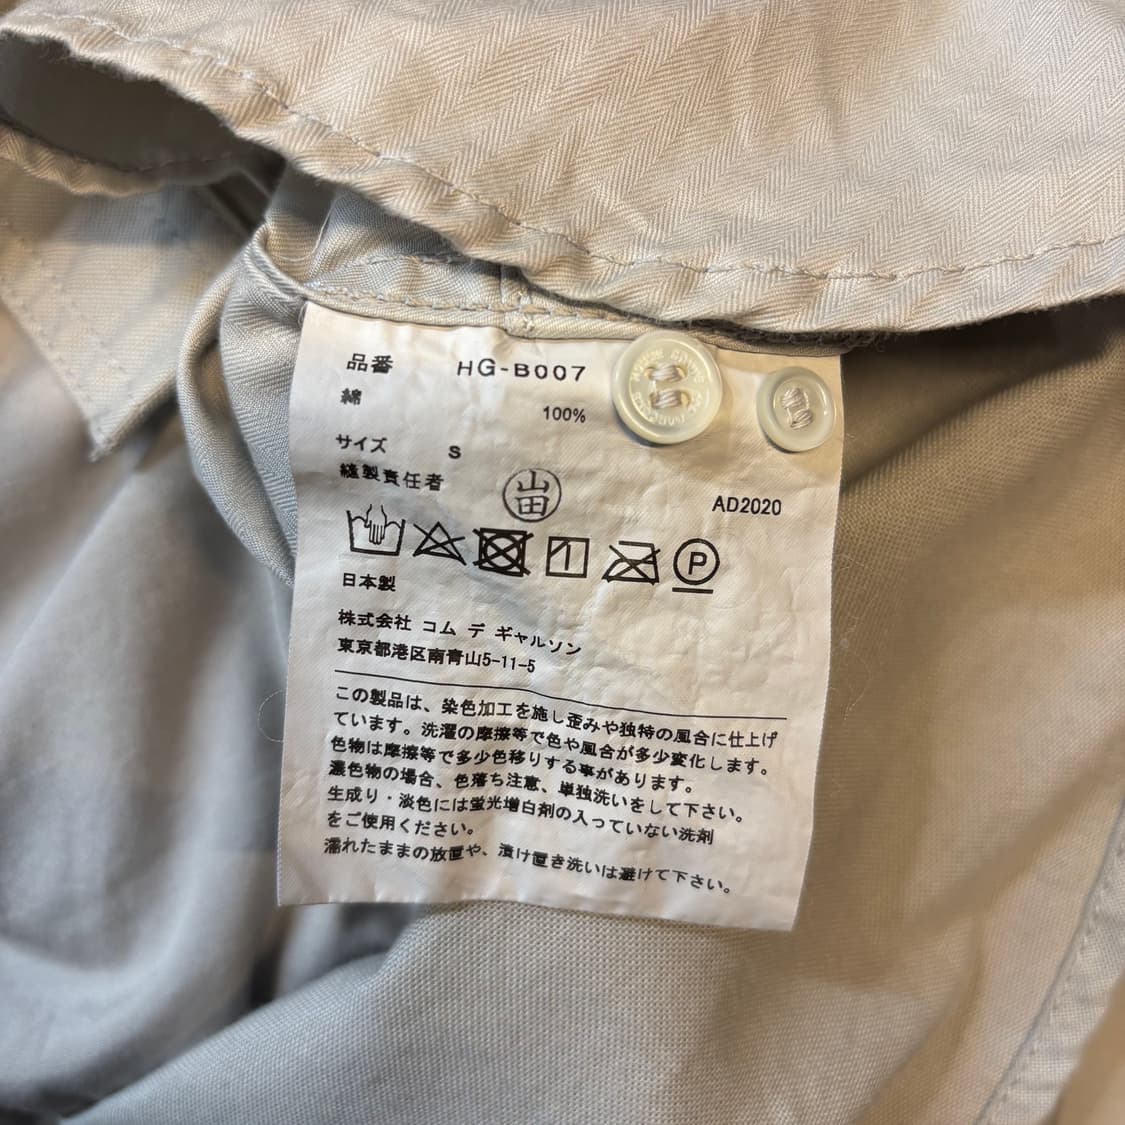 品番 HG-B007
綿 100%
サイズ S
縫製責任者 山田
AD2020
P
日本製
株式会社 コム デ ギャルソン
東京都港区南青山5-11-5
この製品は、染色加工を施し歪みや独特の風合に仕上げ
ています。洗濯の摩擦等で色や風合が多少変化します。
色物は摩擦等で多少色移りする事があります。
濃色物の場合、色落ち注意、単独洗いをして下さい。
生成り・淡色には蛍光増白剤の入っていない洗剤
をご使用ください。
濡れたままの放置や、漬け置き洗いは避けて下さい。